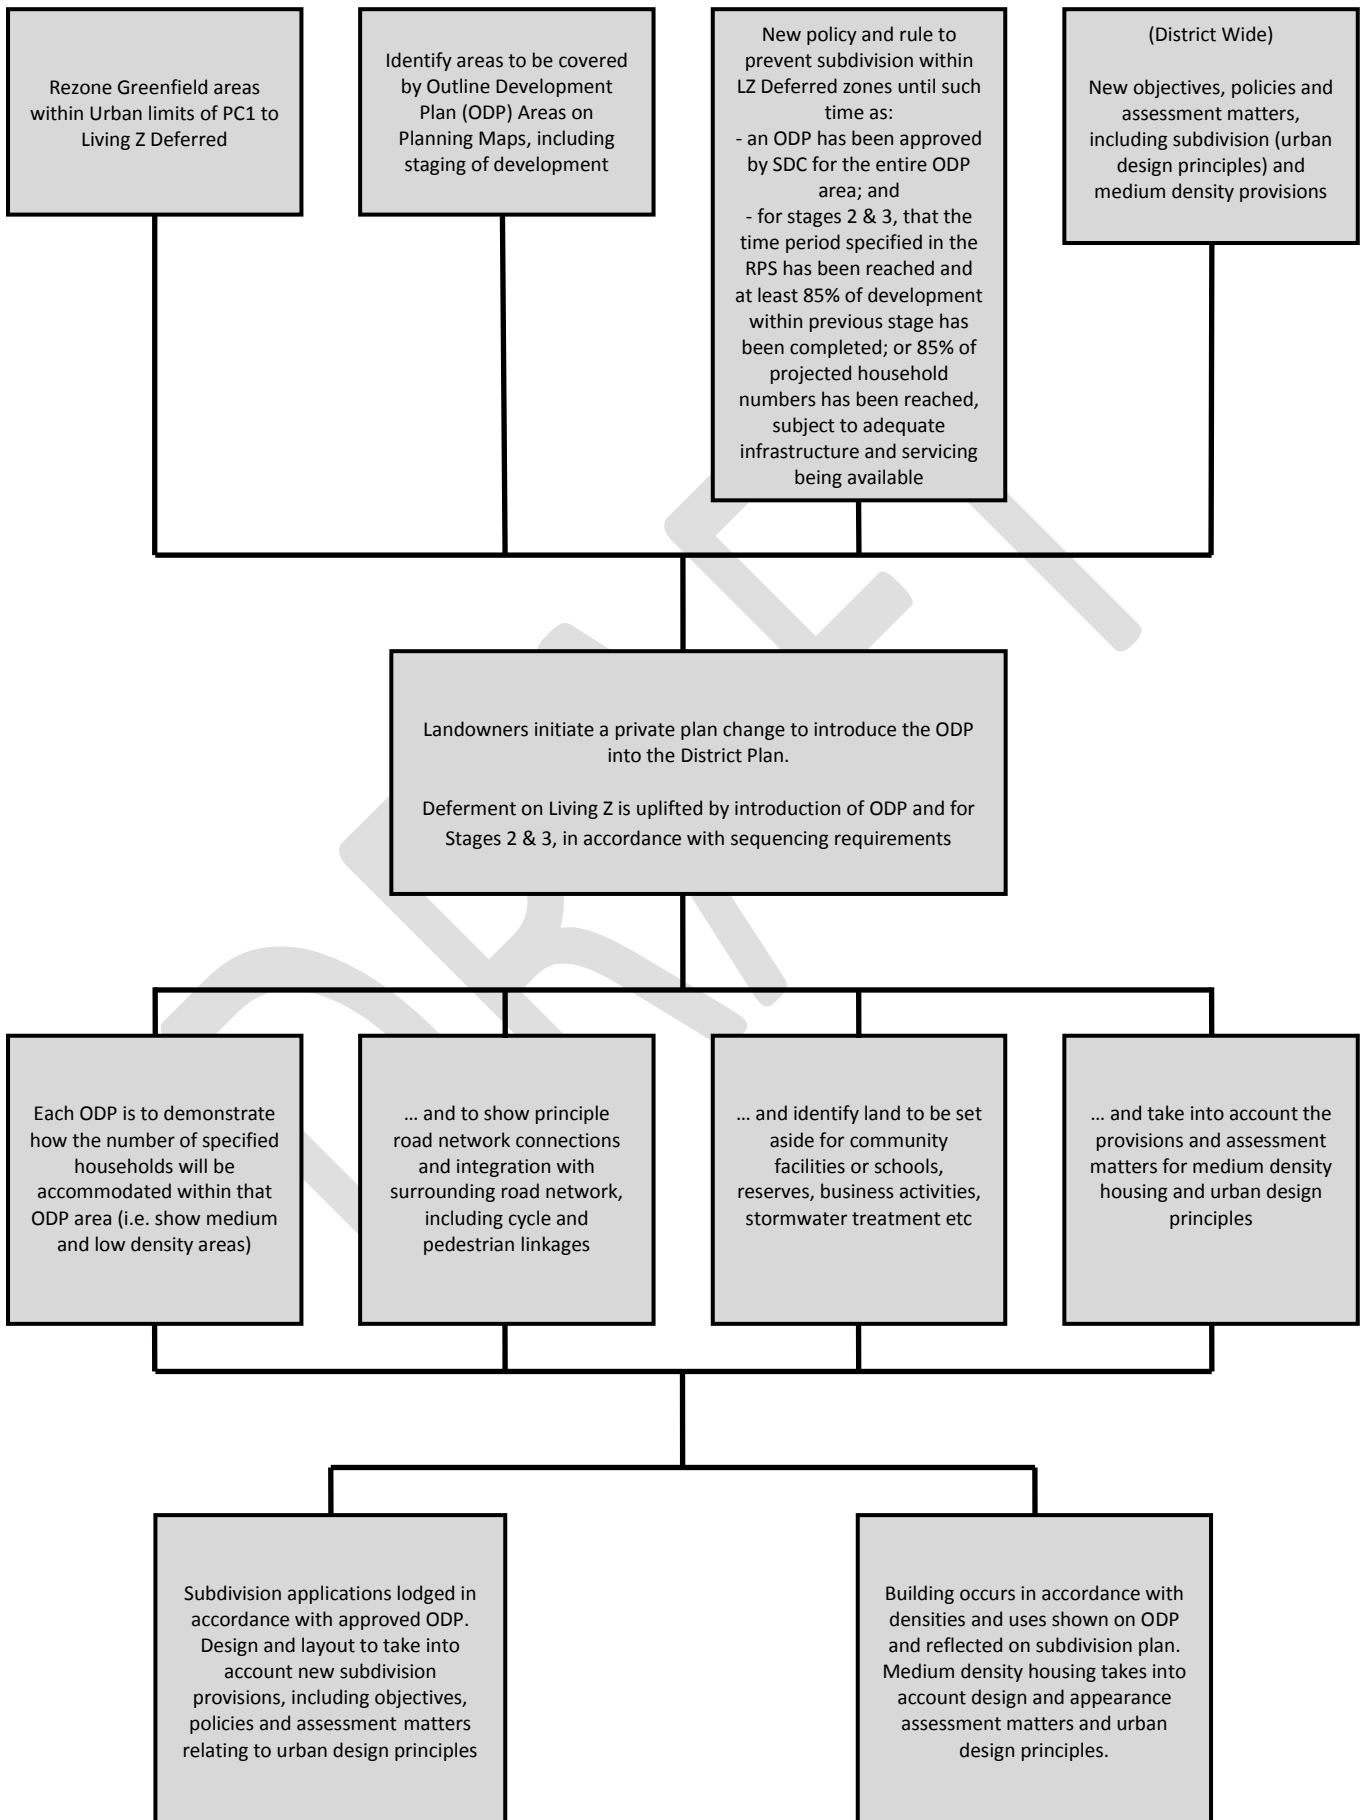 Rezone Greenfield areas
within Urban limits of PC1 to
Living Z Deferred
Identify areas to be covered
by Outline Development
Plan (ODP) Areas on
Planning Maps, including
staging of development
New policy and rule to
prevent subdivision within
LZ Deferred zones until such
time as:
- an ODP has been approved
by SDC for the entire ODP
area; and
- for stages 2 & 3, that the
time period specified in the
RPS has been reached and
at least 85% of development
within previous stage has
been completed; or 85% of
projected household
numbers has been reached,
subject to adequate
infrastructure and servicing
being available
(District Wide)
New objectives, policies and
assessment matters,
including subdivision (urban
design principles) and
medium density provisions
DRAFT
Landowners initiate a private plan change to introduce the ODP
into the District Plan.
Deferment on Living Z is uplifted by introduction of ODP and for
Stages 2 & 3, in accordance with sequencing requirements
Each ODP is to demonstrate
how the number of specified
households will be
accommodated within that
ODP area (i.e. show medium
and low density areas)
... and to show principle
road network connections
and integration with
surrounding road network,
including cycle and
pedestrian linkages
... and identify land to be set
aside for community
facilities or schools,
reserves, business activities,
stormwater treatment etc
... and take into account the
provisions and assessment
matters for medium density
housing and urban design
principles
Subdivision applications lodged in
accordance with approved ODP.
Design and layout to take into
account new subdivision
provisions, including objectives,
policies and assessment matters
relating to urban design principles
Building occurs in accordance with
densities and uses shown on ODP
and reflected on subdivision plan.
Medium density housing takes into
account design and appearance
assessment matters and urban
design principles.